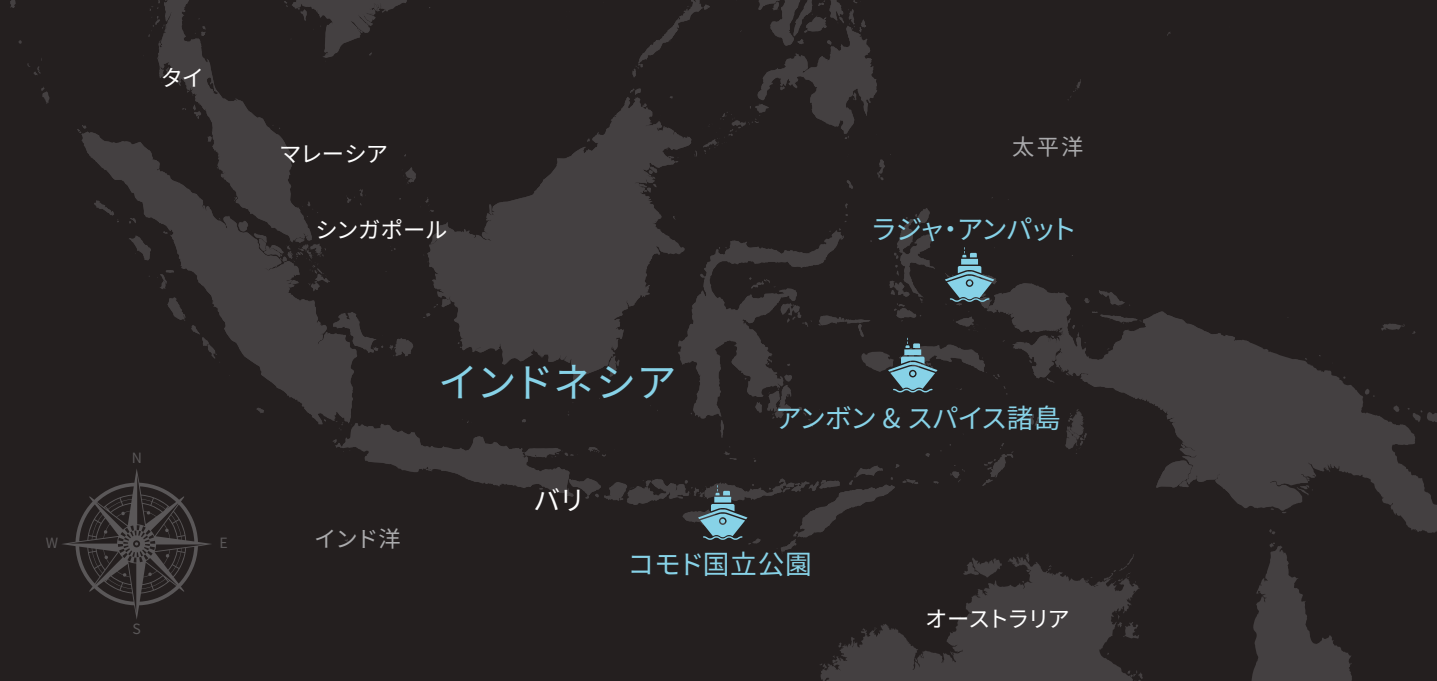 タイ
マレーシア
太平洋
シンガポール
ラジャ・アンパット
インドネシア
アンボン & スパイス諸島
N
バリ
W
E
インド洋
コモド国立公園
オーストラリア
S